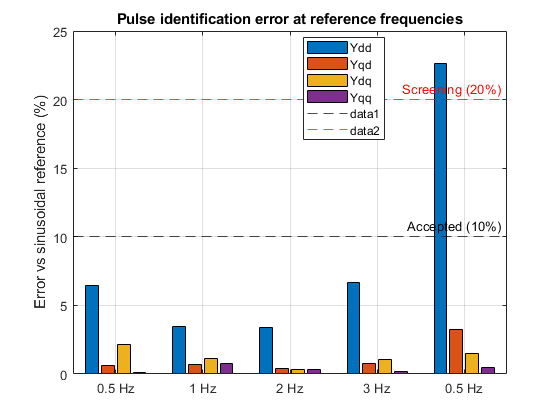 Pulse identification error at reference frequencies
Error vs sinusoidal reference (%)
25
20
15
10
5
0
Ydd
Yqd
Ydq
Yqq
data1
data2
Screening (20%)
Accepted (10%)
0.5 Hz
1 Hz
2 Hz
3 Hz
0.5 Hz